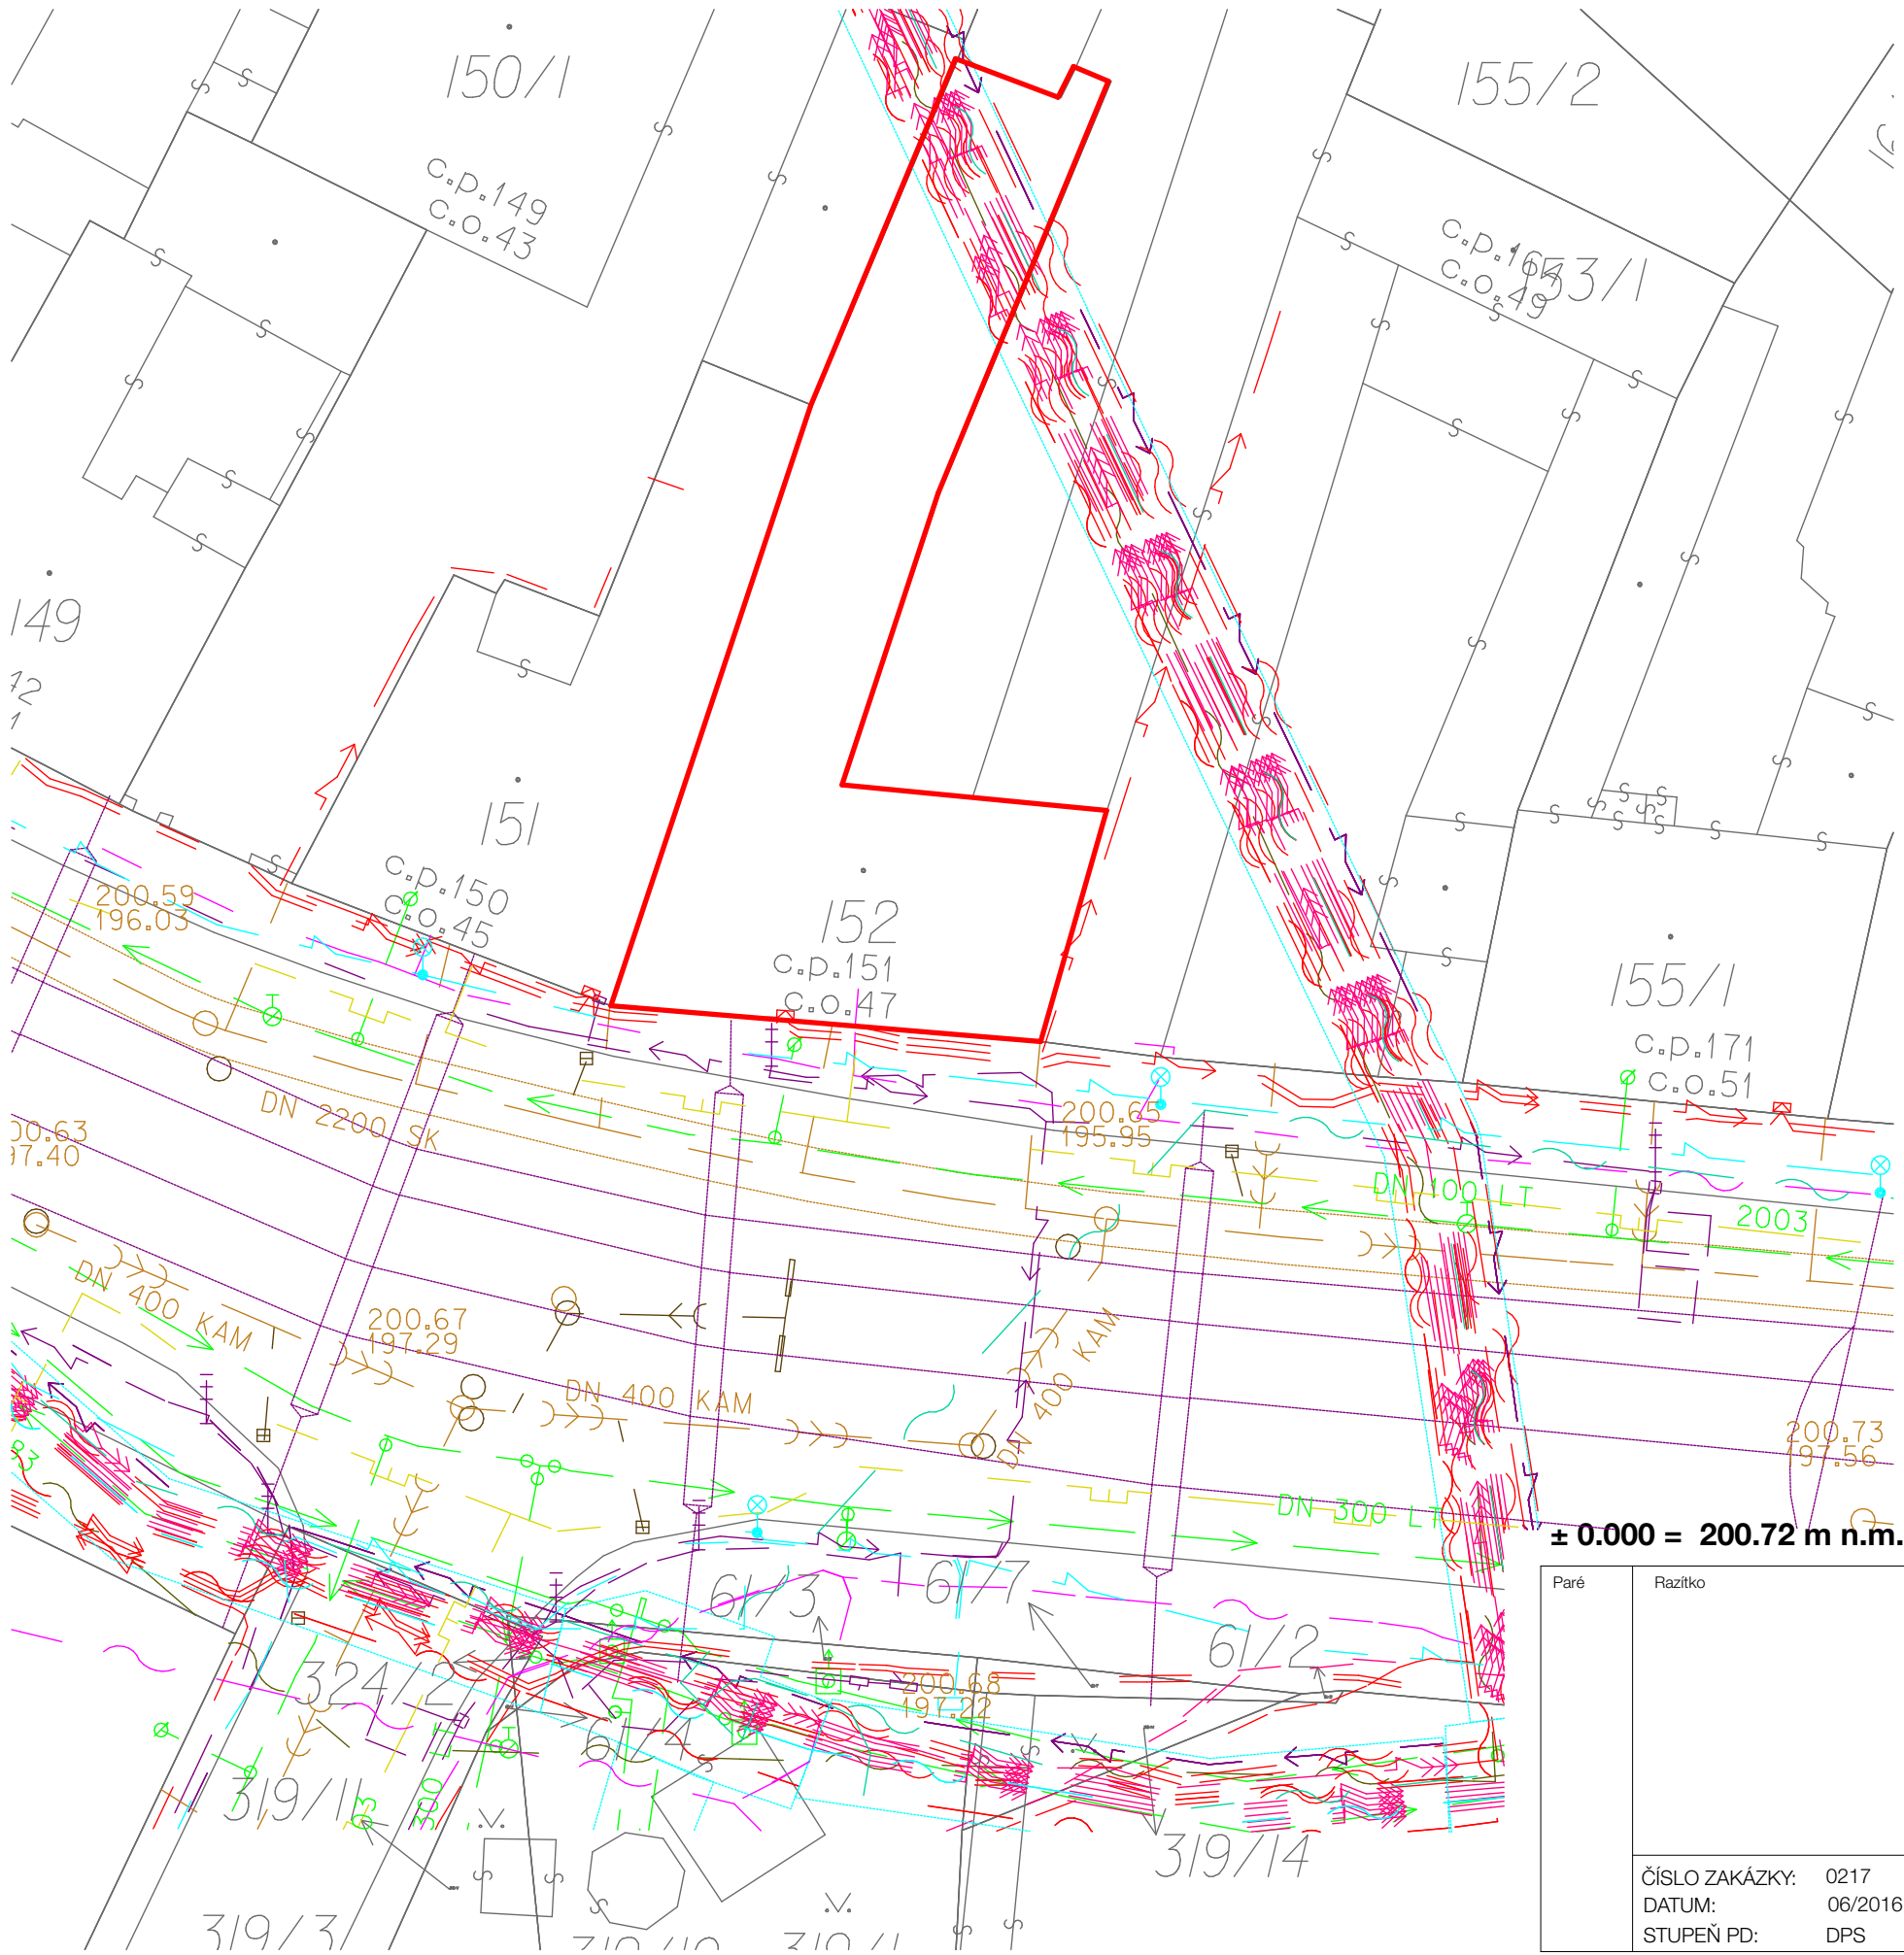 150/1
155/2
c.p.149
c.o.43
c.p.164
c.o.49
153/1
149
151
c.p.150
c.o.45
152
c.p.151
c.o.47
155/1
c.p.171
c.o.51
200.59
196.03
DN 2200 SK
200.65
195.95
DN 100 LT
2003
DN 400 KAM
200.67
197.29
DN 400 KAM
DN 400 KAM
200.73
197.56
DN 300 LT
± 0.000 = 200.72 m n.m.
Paré
Razítko
61/3
61/7
61/2
324/2
200.68
197.22
61/4
319/11
300
319/14
319/3
ČÍSLO ZAKÁZKY: 0217
DATUM: 06/2016
STUPEŇ PD: DPS